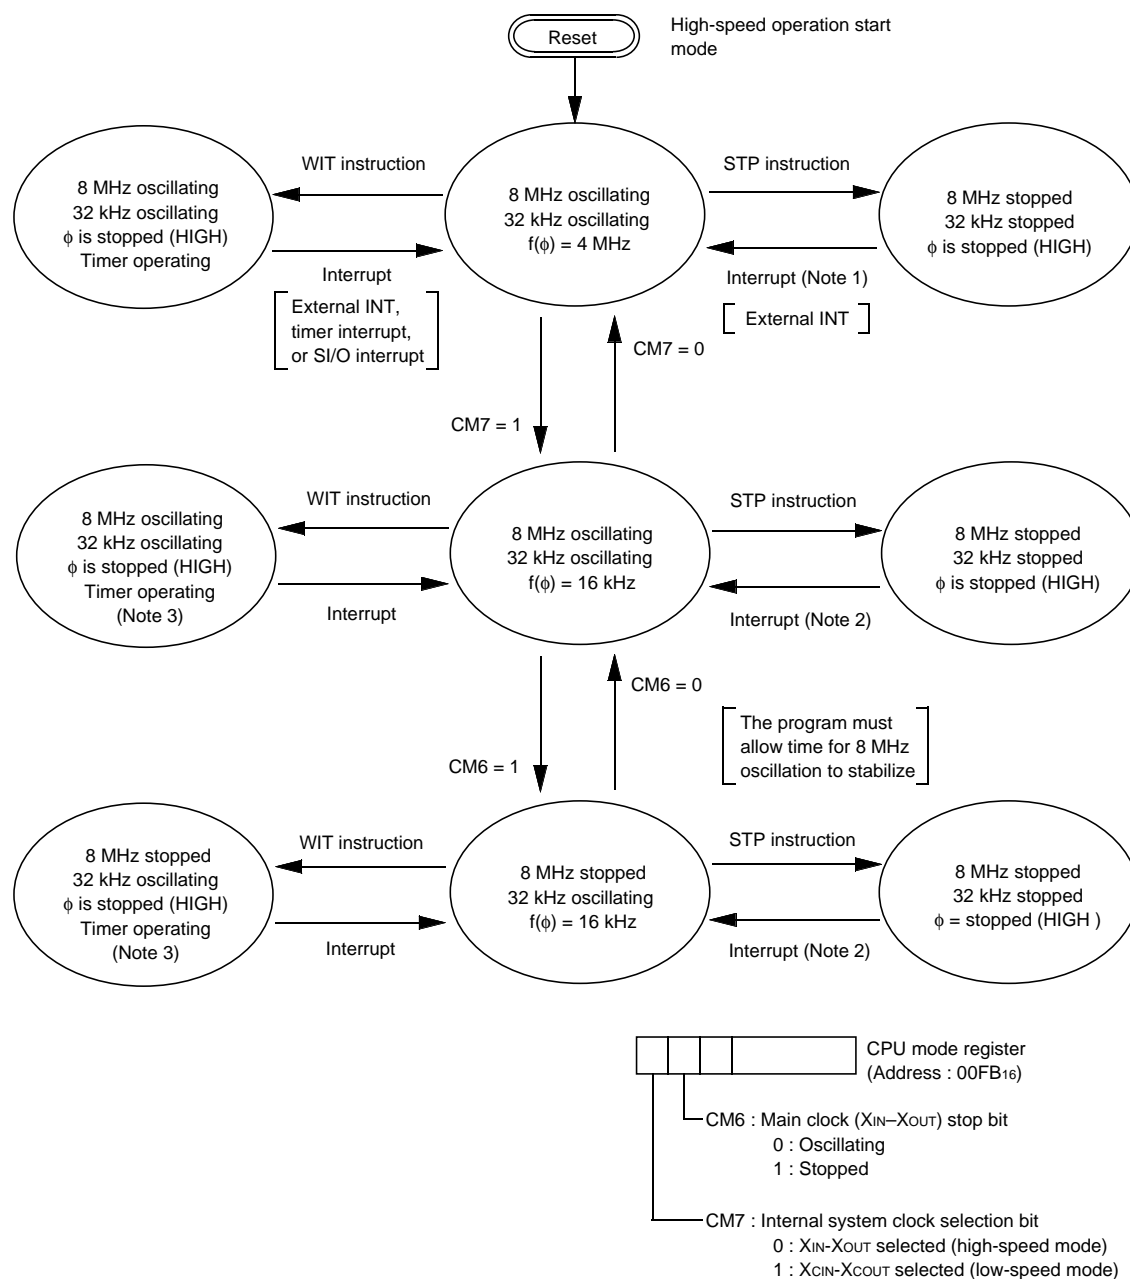 Reset
High-speed operation start
mode
8 MHz oscillating
32 kHz oscillating
ϕ is stopped (HIGH)
Timer operating
WIT instruction
Interrupt
External INT,
timer interrupt,
or SI/O interrupt
8 MHz oscillating
32 kHz oscillating
f(ϕ) = 4 MHz
STP instruction
Interrupt (Note 1)
External INT
8 MHz stopped
32 kHz stopped
ϕ is stopped (HIGH)
CM7 = 1
CM7 = 0
8 MHz oscillating
32 kHz oscillating
ϕ is stopped (HIGH)
Timer operating
(Note 3)
WIT instruction
Interrupt
8 MHz oscillating
32 kHz oscillating
f(ϕ) = 16 kHz
STP instruction
Interrupt (Note 2)
8 MHz stopped
32 kHz stopped
ϕ is stopped (HIGH)
CM6 = 1
CM6 = 0
The program must
allow time for 8 MHz
oscillation to stabilize
8 MHz stopped
32 kHz oscillating
ϕ is stopped (HIGH)
Timer operating
(Note 3)
WIT instruction
Interrupt
8 MHz stopped
32 kHz oscillating
f(ϕ) = 16 kHz
STP instruction
Interrupt (Note 2)
8 MHz stopped
32 kHz stopped
ϕ = stopped (HIGH )
CPU mode register
(Address : 00FB16)
CM6 : Main clock (XIN–XOUT) stop bit
0 : Oscillating
1 : Stopped
CM7 : Internal system clock selection bit
0 : XIN-XOUT selected (high-speed mode)
1 : XCIN-XCOUT selected (low-speed mode)